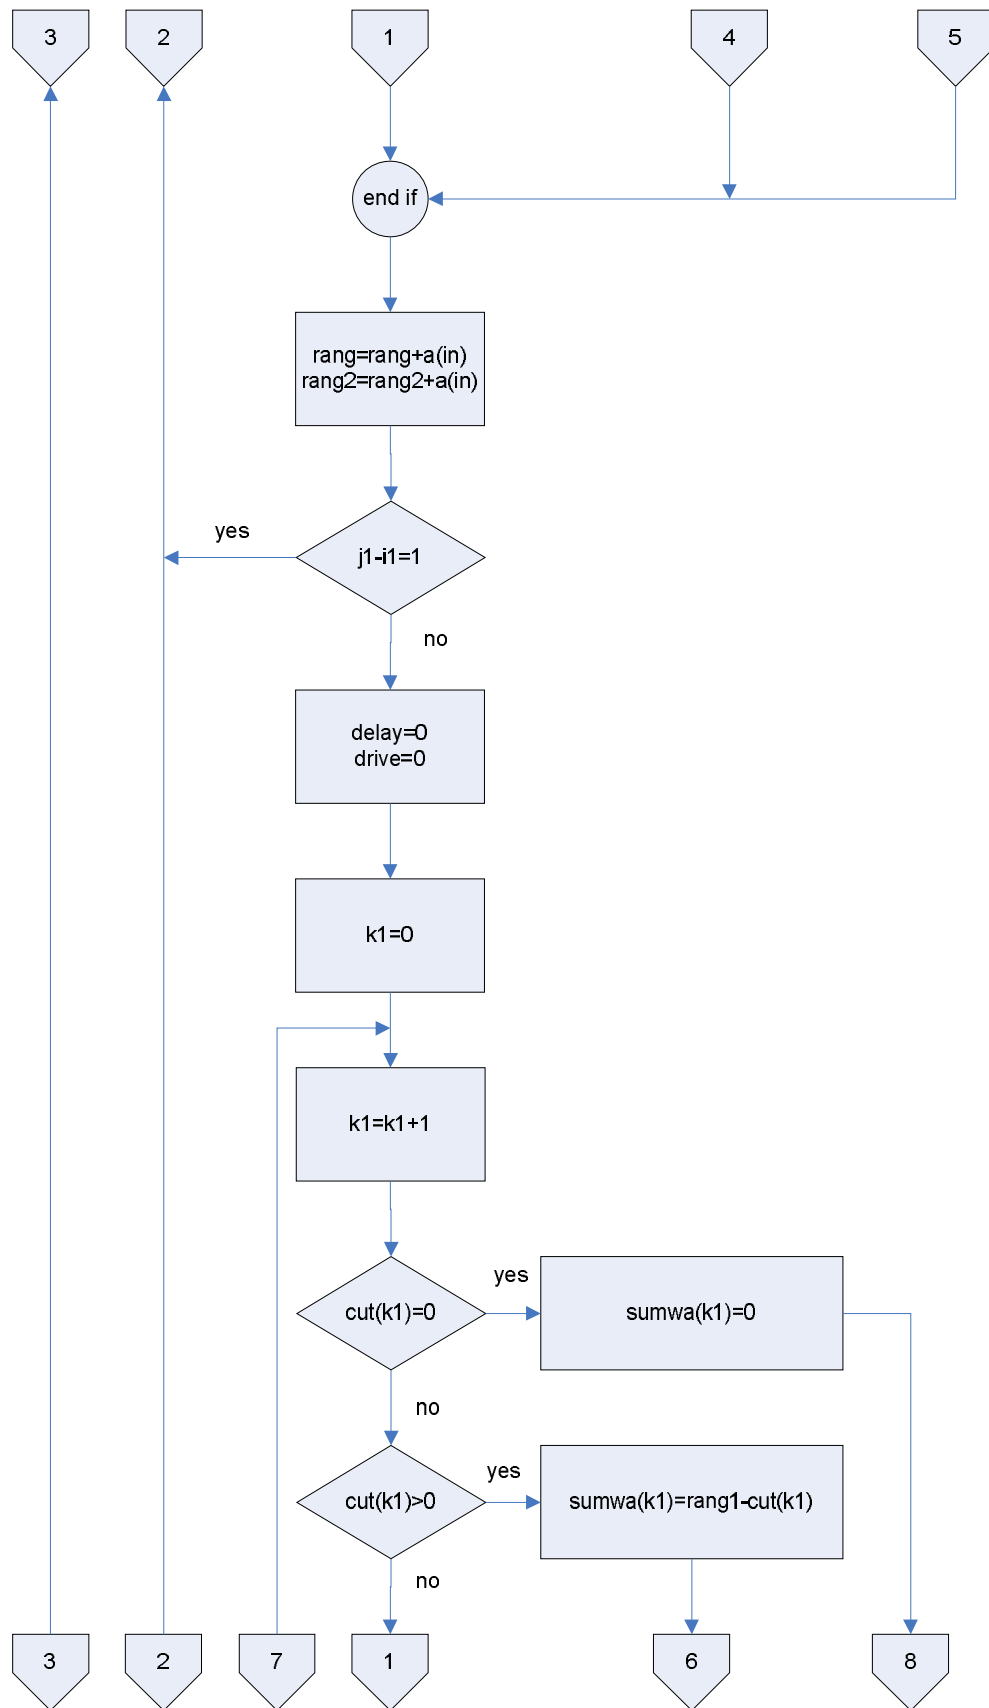 3
2
1
4
5
end if
rang=rang+a(in)
rang2=rang2+a(in)
yes
j1-i1=1
no
delay=0
drive=0
k1=0
k1=k1+1
cut(k1)=0
yes
sumwa(k1)=0
no
cut(k1)>0
yes
sumwa(k1)=rang1-cut(k1)
no
3
2
7
1
6
8